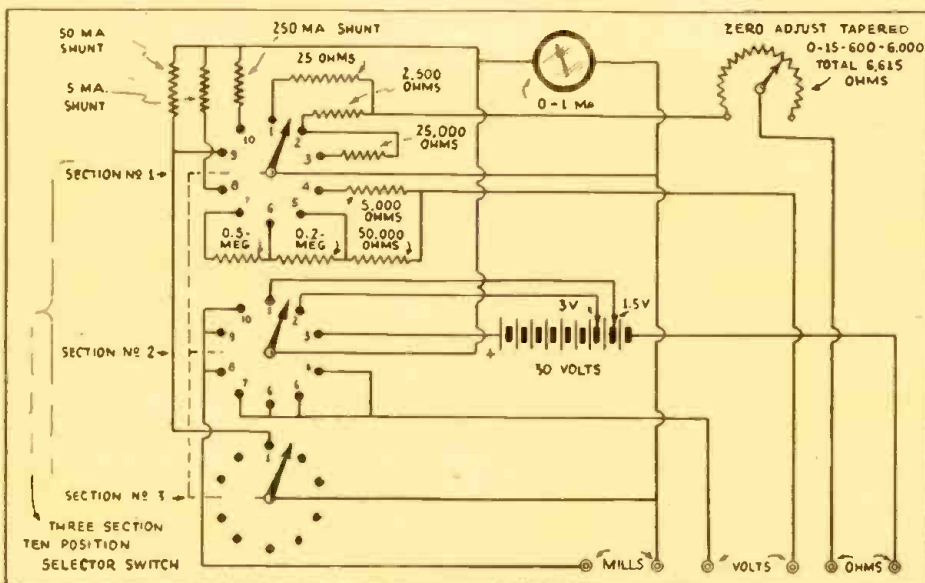 50 MA
SHUNT
250 MA SHUNT
ZERO ADJUST TAPERED
0-15-600-6,000
TOTAL 6,615
OHMS
25 OHMS
2,500
OHMS
5 MA.
SHUNT
0-1 MA
25,000
OHMS
1
2
3
10
9
SECTION Nº 1
8
4
7
6
5
5,000
OHMS
0.5-
MEG
0.2-
MEG
50,000
OHMS
1
2
10
3V
1.5V
9
3
SECTION Nº 2
+
30 VOLTS
8
4
7
6
6
1
SECTION Nº 3
THREE SECTION
TEN POSITION
SELECTOR SWITCH
MILLS
VOLTS
OHMS